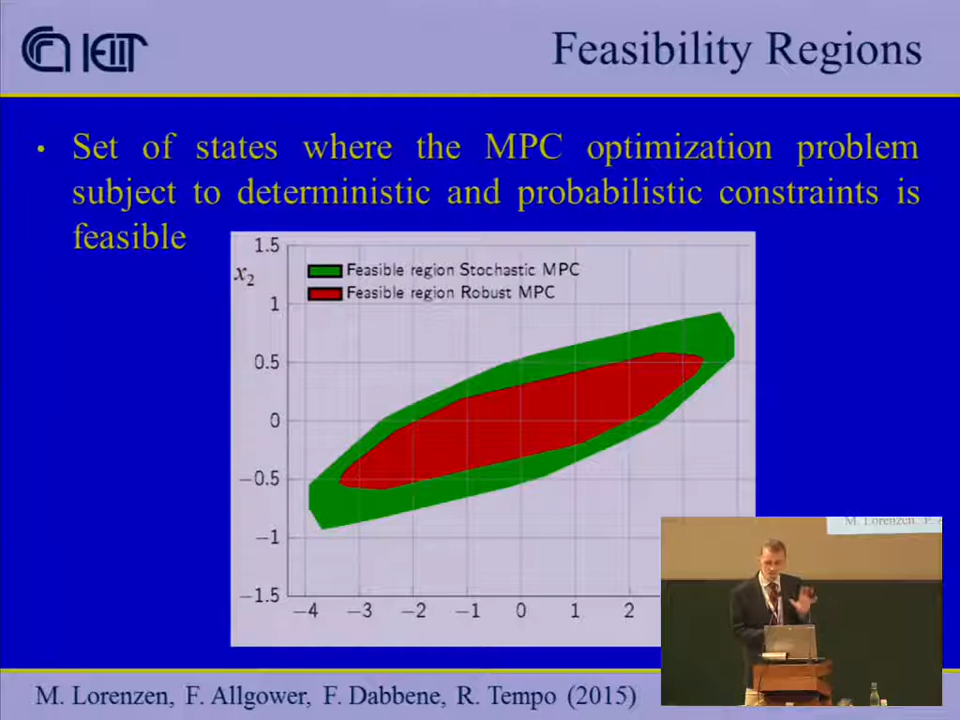 IEIIT
Feasibility Regions
• Set of states where the MPC optimization problem
subject to deterministic and probabilistic constraints is
feasible
1.5
x2
Feasible region Stochastic MPC
Feasible region Robust MPC
1
0.5
0
−0.5
−1
−1.5
−4 −3 −2 −1 0 1 2
M. Lorenzen, F.
M. Lorenzen, F. Allgower, F. Dabbene, R. Tempo (2015)